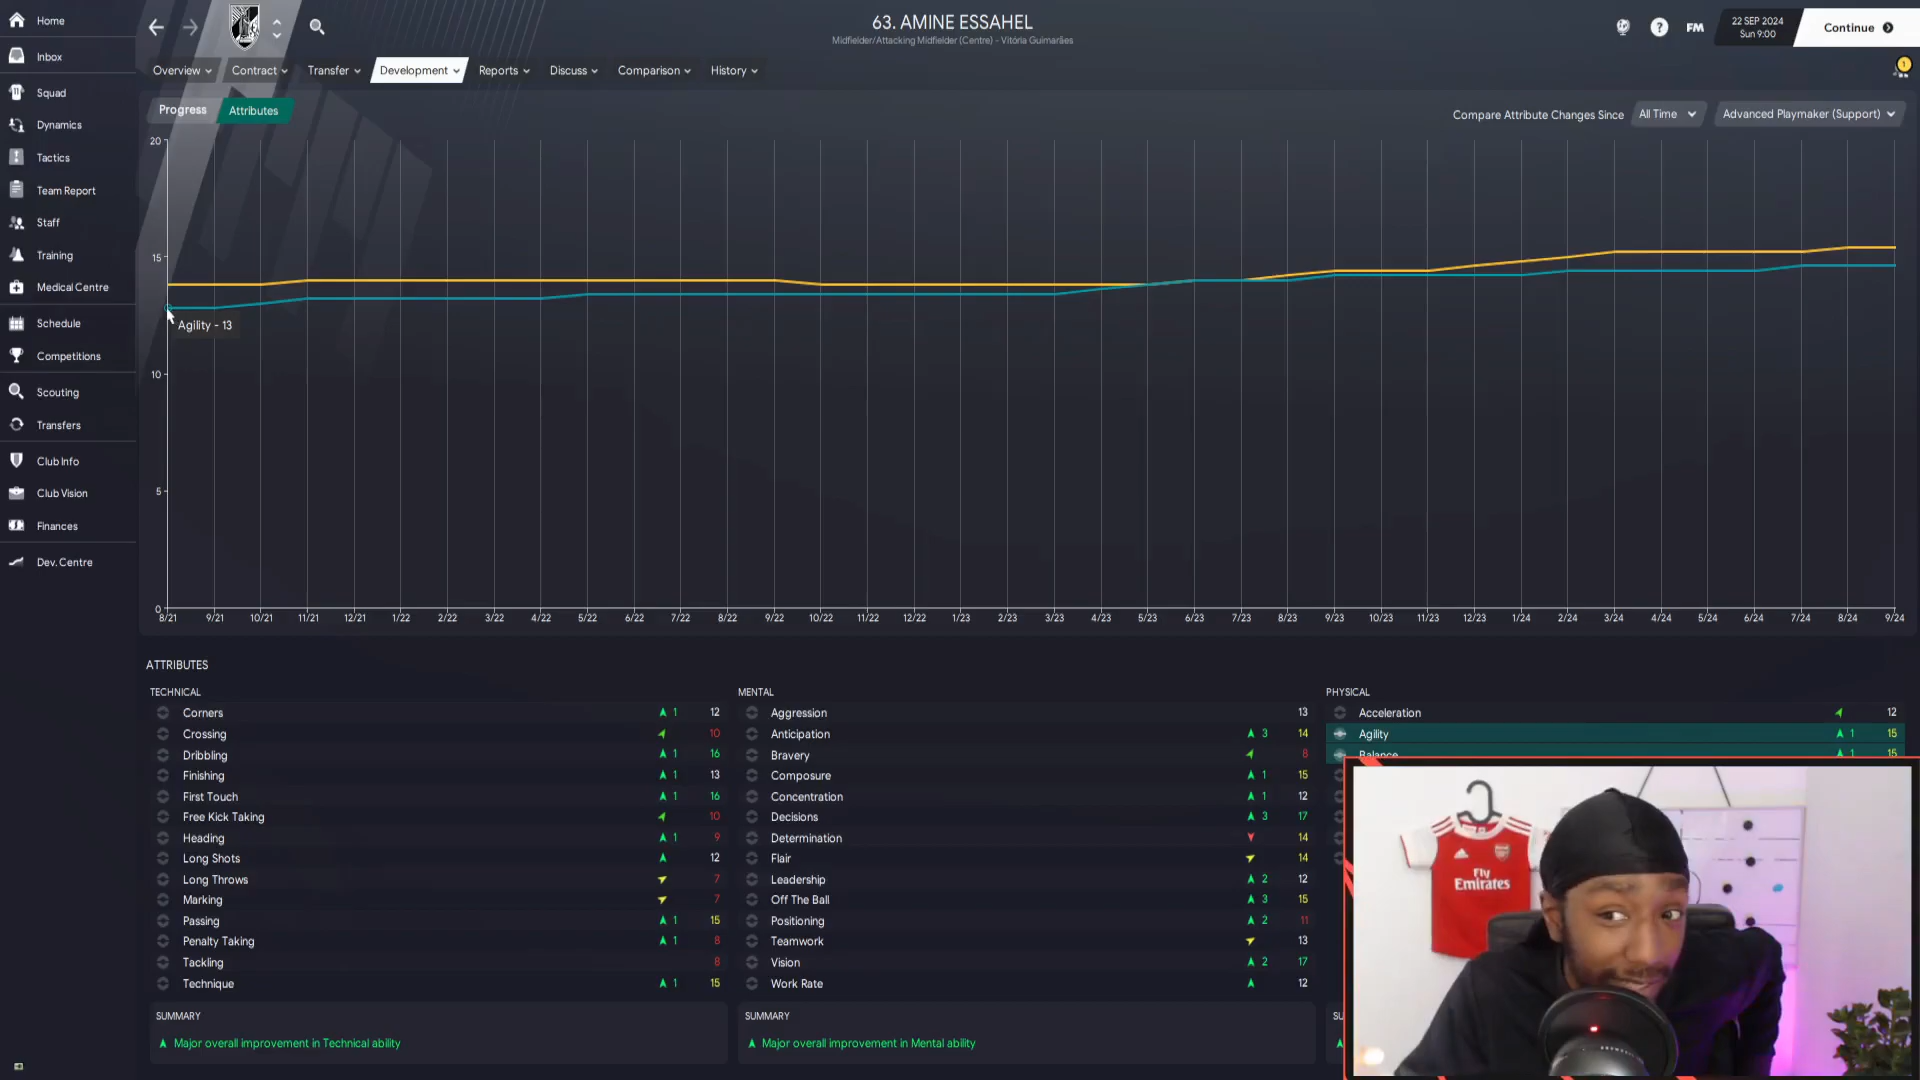 Home
Inbox
Squad
Dynamics
Tactics
Team Report
Staff
Training
Medical Centre
Schedule
Competitions
Scouting
Transfers
Club Info
Club Vision
Finances
Dev. Centre
63. AMINE ESSAHEL
Midfielder/Attacking Midfielder (Centre) - Vitória Guimarães
FM
22 SEP 2024
Sun 9:00
Continue
1
Overview Contract Transfer Development Reports Discuss Comparison History
Progress Attributes
Compare Attribute Changes Since All Time Advanced Playmaker (Support)
20
15
10
5
0
Agility - 13
8/21 9/21 10/21 11/21 12/21 1/22 2/22 3/22 4/22 5/22 6/22 7/22 8/22 9/22 10/22 11/22 12/22 1/23 2/23 3/23 4/23 5/23 6/23 7/23 8/23 9/23 10/23 11/23 12/23 1/24 2/24 3/24 4/24 5/24 6/24 7/24 8/24 9/24
ATTRIBUTES
TECHNICAL
Corners 1 12
Crossing 10
Dribbling 1 16
Finishing 1 13
First Touch 1 16
Free Kick Taking 10
Heading 1 9
Long Shots 12
Long Throws 7
Marking 7
Passing 1 15
Penalty Taking 1 8
Tackling 8
Technique 1 15
SUMMARY
Major overall improvement in Technical ability
MENTAL
Aggression 13
Anticipation 3 14
Bravery 8
Composure 1 15
Concentration 1 12
Decisions 3 17
Determination 14
Flair 14
Leadership 2 12
Off The Ball 3 15
Positioning 2 11
Teamwork 13
Vision 2 17
Work Rate 12
SUMMARY
Major overall improvement in Mental ability
PHYSICAL
Acceleration 12
Agility 1 15
Balance 1 15
SU
Fly
Emirates